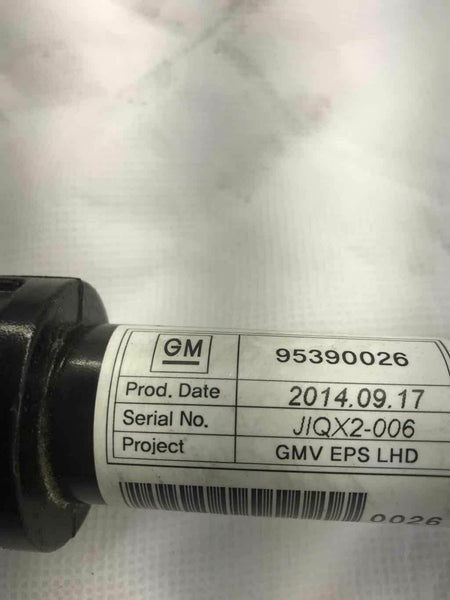 GM 95390026
Prod. Date 2014.09.17
Serial No. JIQX2-006
Project GMV EPS LHD
0026